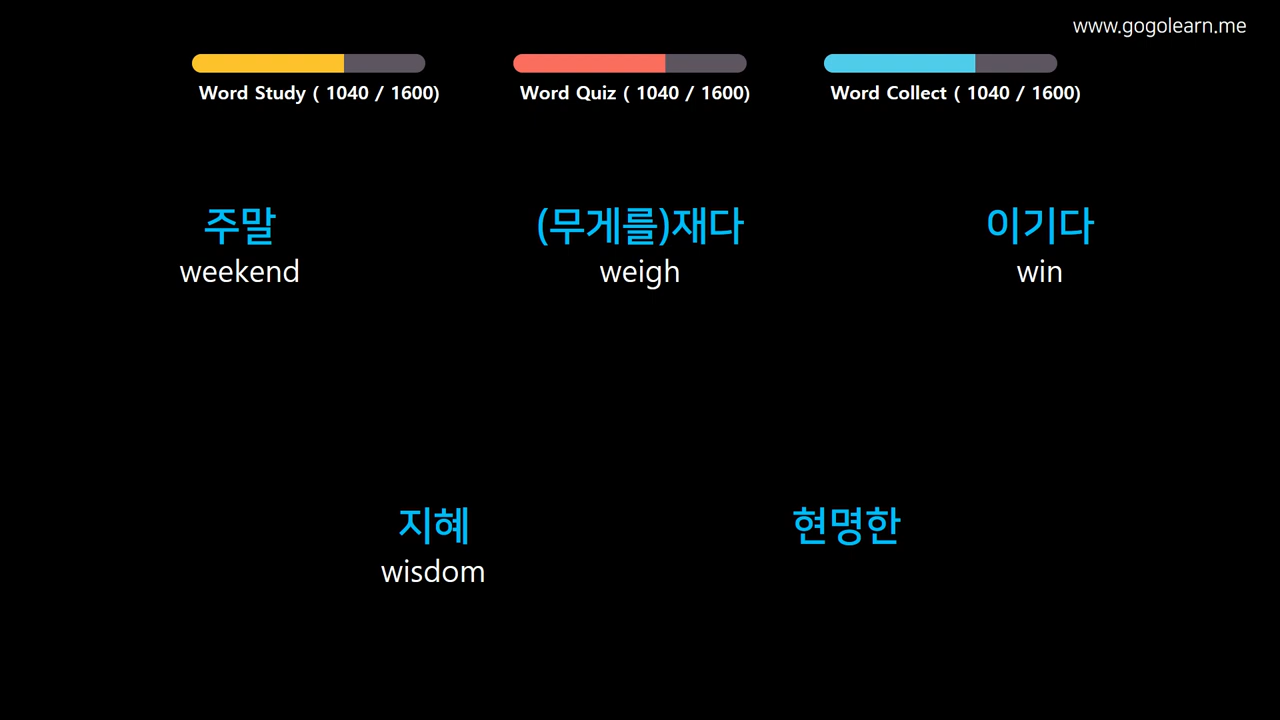 www.gogolearn.me
Word Study ( 1040 / 1600)
Word Quiz ( 1040 / 1600)
Word Collect ( 1040 / 1600)
주말
weekend
(무게를)재다
weigh
이기다
win
지혜
wisdom
현명한